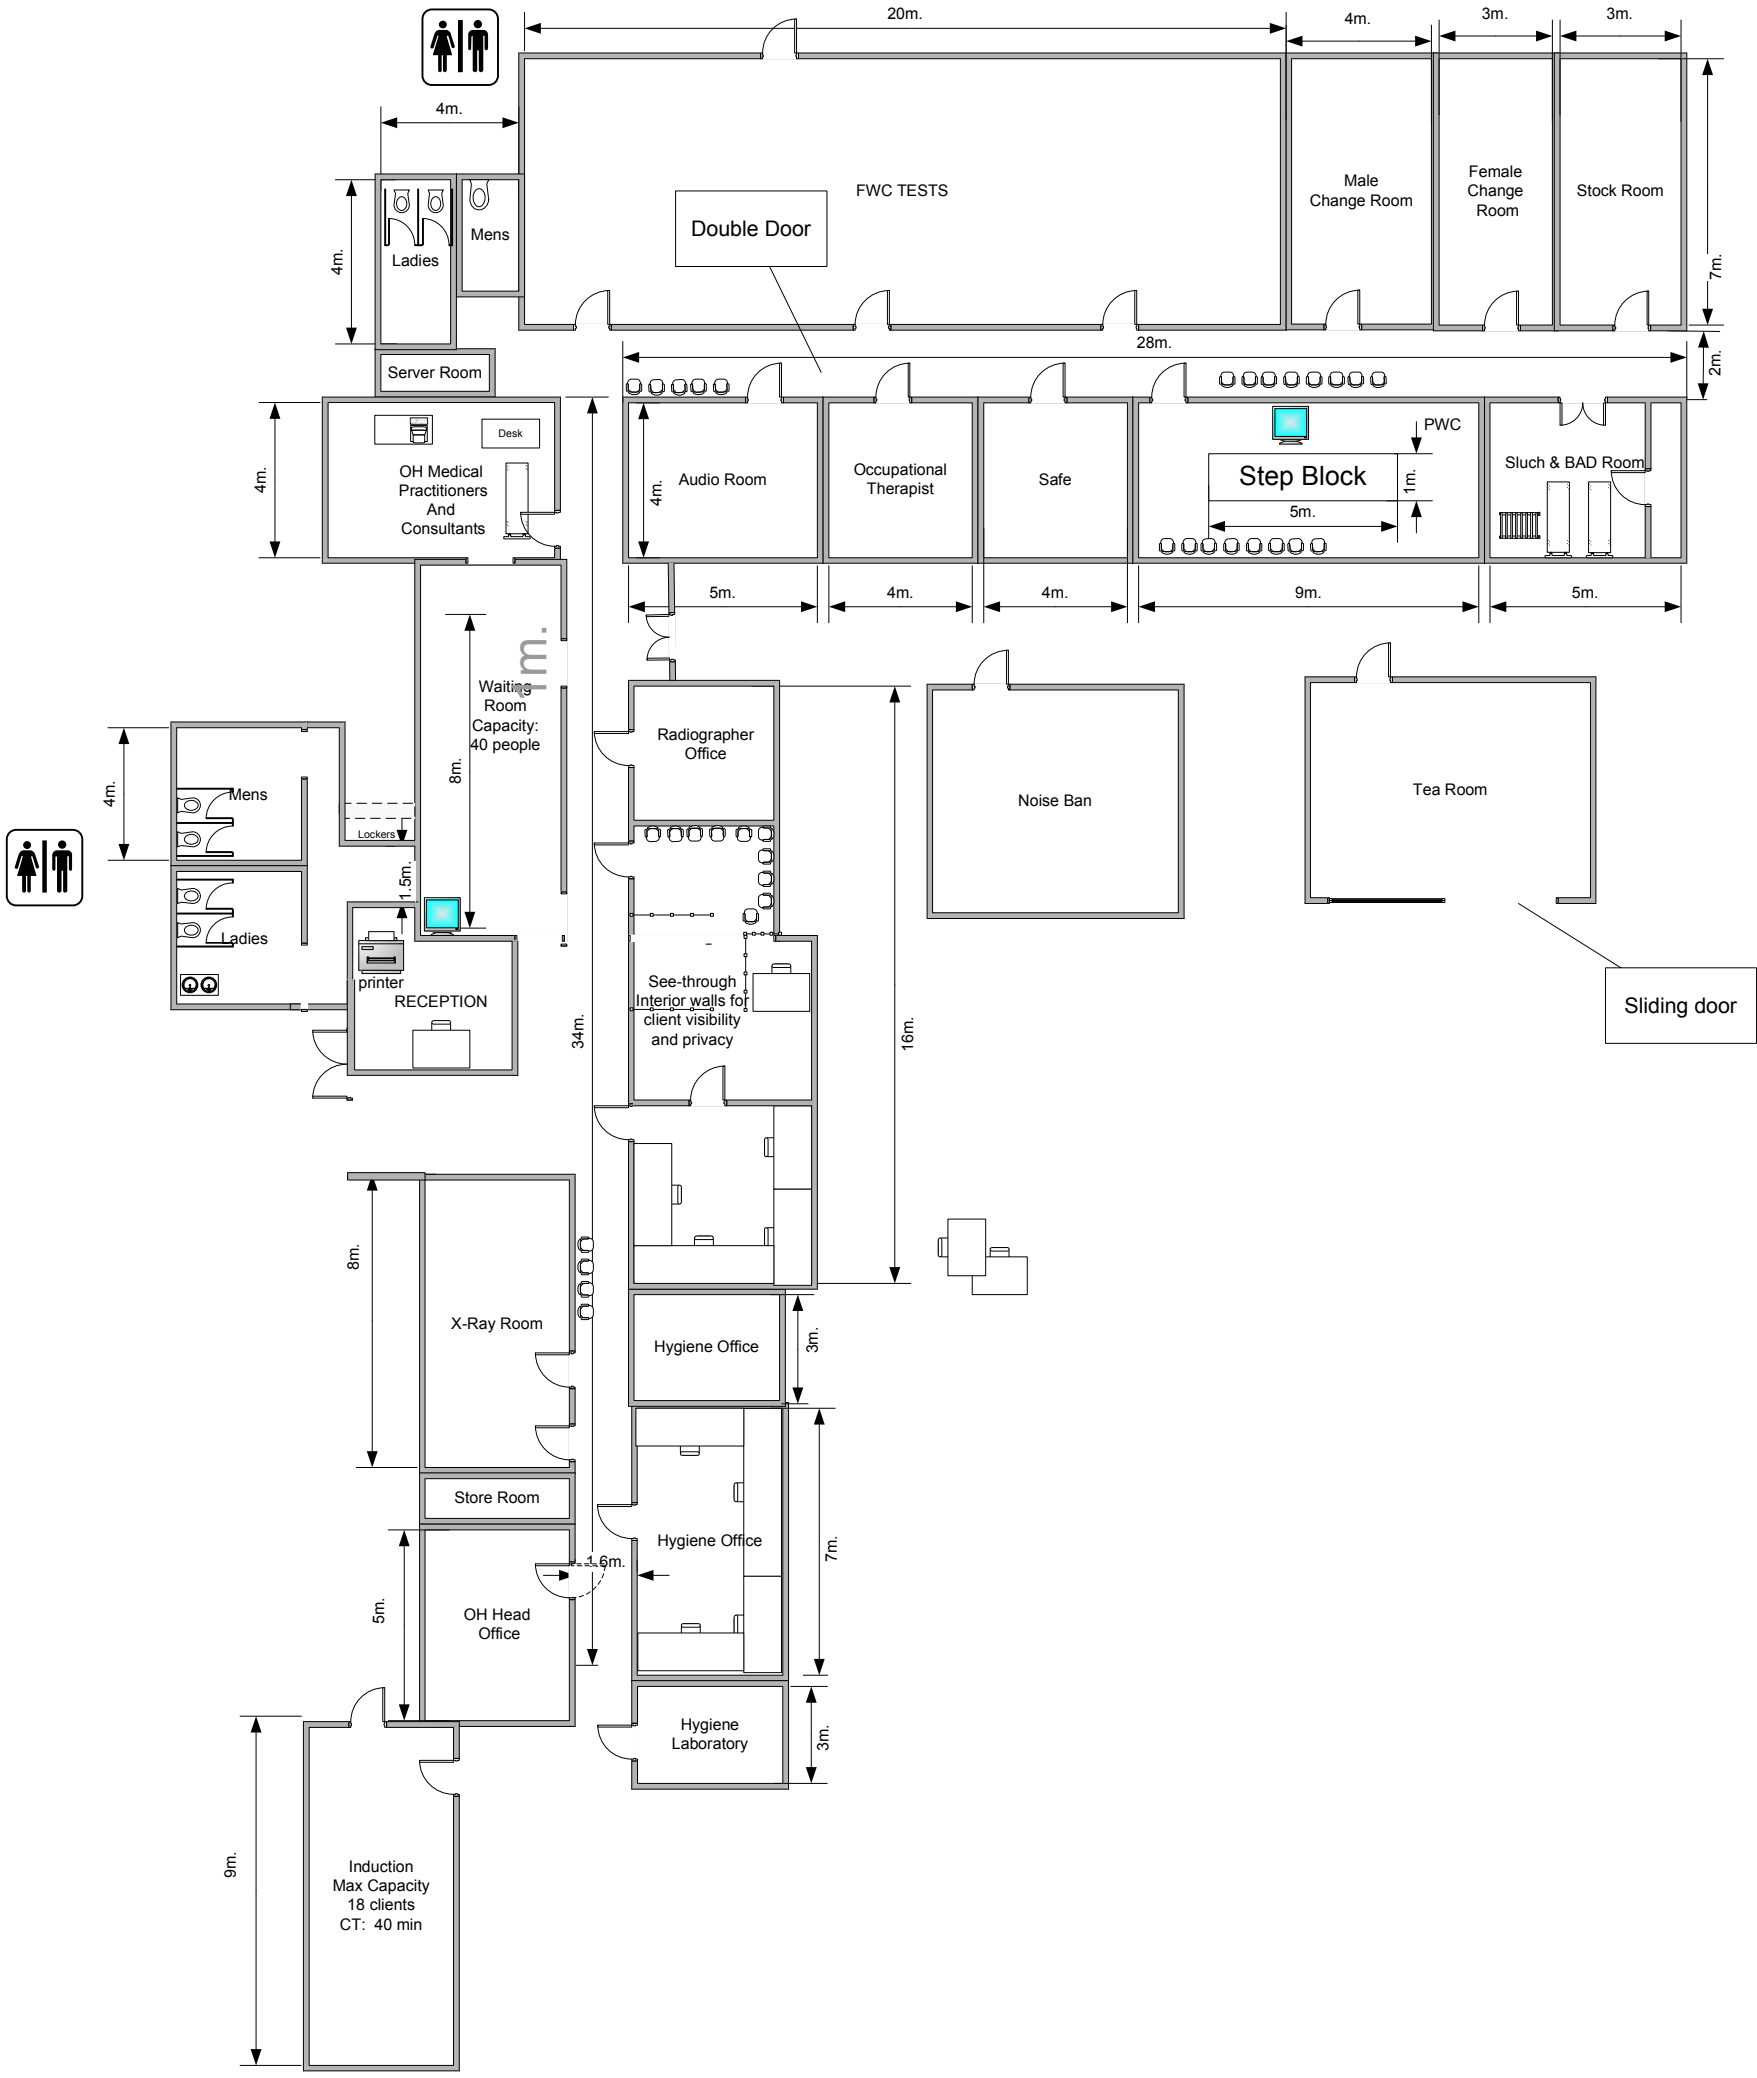 20m.
4m.
3m.
3m.
4m.
FWC TESTS
Male
Change Room
Female
Change
Room
Stock Room
Double Door
Mens
Ladies
4m.
7m.
28m.
2m.
Server Room
Desk
OH Medical
Practitioners
And
Consultants
4m.
Audio Room
4m.
Occupational
Therapist
Safe
PWC
Step Block
1m.
5m.
Sluch & BAD Room
5m.
4m.
4m.
9m.
5m.
1m.
Waiting
Room
Capacity:
40 people
8m.
Radiographer
Office
Noise Ban
Tea Room
4m.
Mens
Lockers
1.5m.
Ladies
printer
RECEPTION
See-through
Interior walls for
client visibility
and privacy
34m.
16m.
Sliding door
8m.
X-Ray Room
Hygiene Office
3m.
Store Room
Hygiene Office
7m.
1.6m.
OH Head
Office
5m.
Hygiene
Laboratory
3m.
9m.
Induction
Max Capacity
18 clients
CT: 40 min